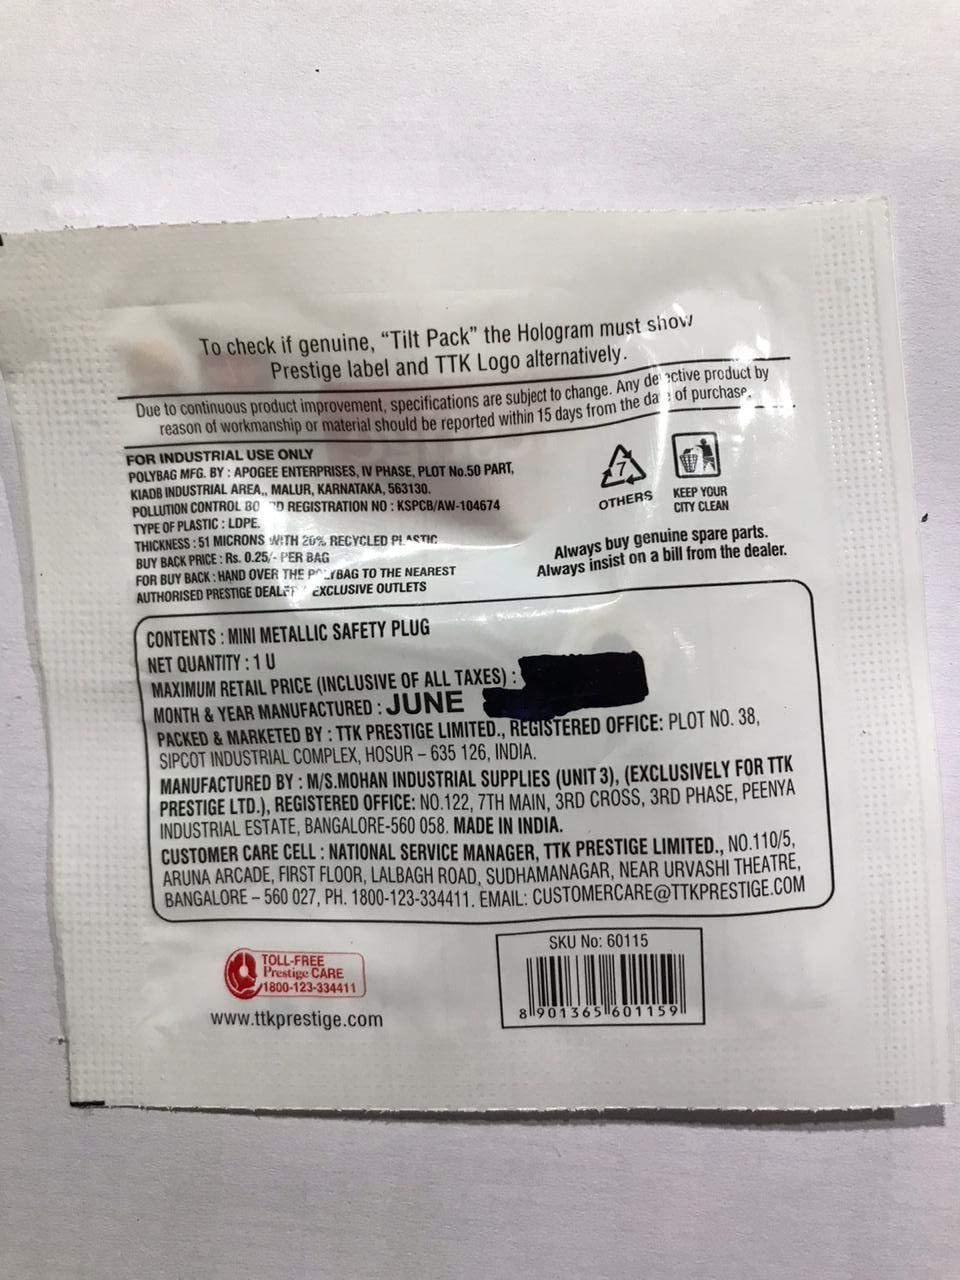 To check if genuine, “Tilt Pack” the Hologram must show
Prestige label and TTK Logo alternatively.
Due to continuous product improvement, specifications are subject to change. Any defective product by
reason of workmanship or material should be reported within 15 days from the date of purchase.
FOR INDUSTRIAL USE ONLY
POLYBAG MFG. BY : APOGEE ENTERPRISES, IV PHASE, PLOT No.50 PART,
KIADB INDUSTRIAL AREA,, MALUR, KARNATAKA, 563130.
POLLUTION CONTROL BOARD REGISTRATION NO : KSPCB/AW-104674
TYPE OF PLASTIC : LDPE.
THICKNESS : 51 MICRONS WITH 20% RECYCLED PLASTIC
BUY BACK PRICE : Rs. 0.25/- PER BAG
FOR BUY BACK : HAND OVER THE POLYBAG TO THE NEAREST
AUTHORISED PRESTIGE DEALER / EXCLUSIVE OUTLETS
7
OTHERS
KEEP YOUR
CITY CLEAN
Always buy genuine spare parts.
Always insist on a bill from the dealer.
CONTENTS : MINI METALLIC SAFETY PLUG
NET QUANTITY : 1 U
MAXIMUM RETAIL PRICE (INCLUSIVE OF ALL TAXES) :
MONTH & YEAR MANUFACTURED : JUNE
PACKED & MARKETED BY : TTK PRESTIGE LIMITED., REGISTERED OFFICE: PLOT NO. 38,
SIPCOT INDUSTRIAL COMPLEX, HOSUR – 635 126, INDIA.
MANUFACTURED BY : M/S.MOHAN INDUSTRIAL SUPPLIES (UNIT 3), (EXCLUSIVELY FOR TTK
PRESTIGE LTD.), REGISTERED OFFICE: NO.122, 7TH MAIN, 3RD CROSS, 3RD PHASE, PEENYA
INDUSTRIAL ESTATE, BANGALORE-560 058. MADE IN INDIA.
CUSTOMER CARE CELL : NATIONAL SERVICE MANAGER, TTK PRESTIGE LIMITED., NO.110/5,
ARUNA ARCADE, FIRST FLOOR, LALBAGH ROAD, SUDHAMANAGAR, NEAR URVASHI THEATRE,
BANGALORE – 560 027, PH. 1800-123-334411. EMAIL: CUSTOMERCARE@TTKPRESTIGE.COM
TOLL-FREE
Prestige CARE
1800-123-334411
www.ttkprestige.com
SKU No: 60115
8 901365 601159